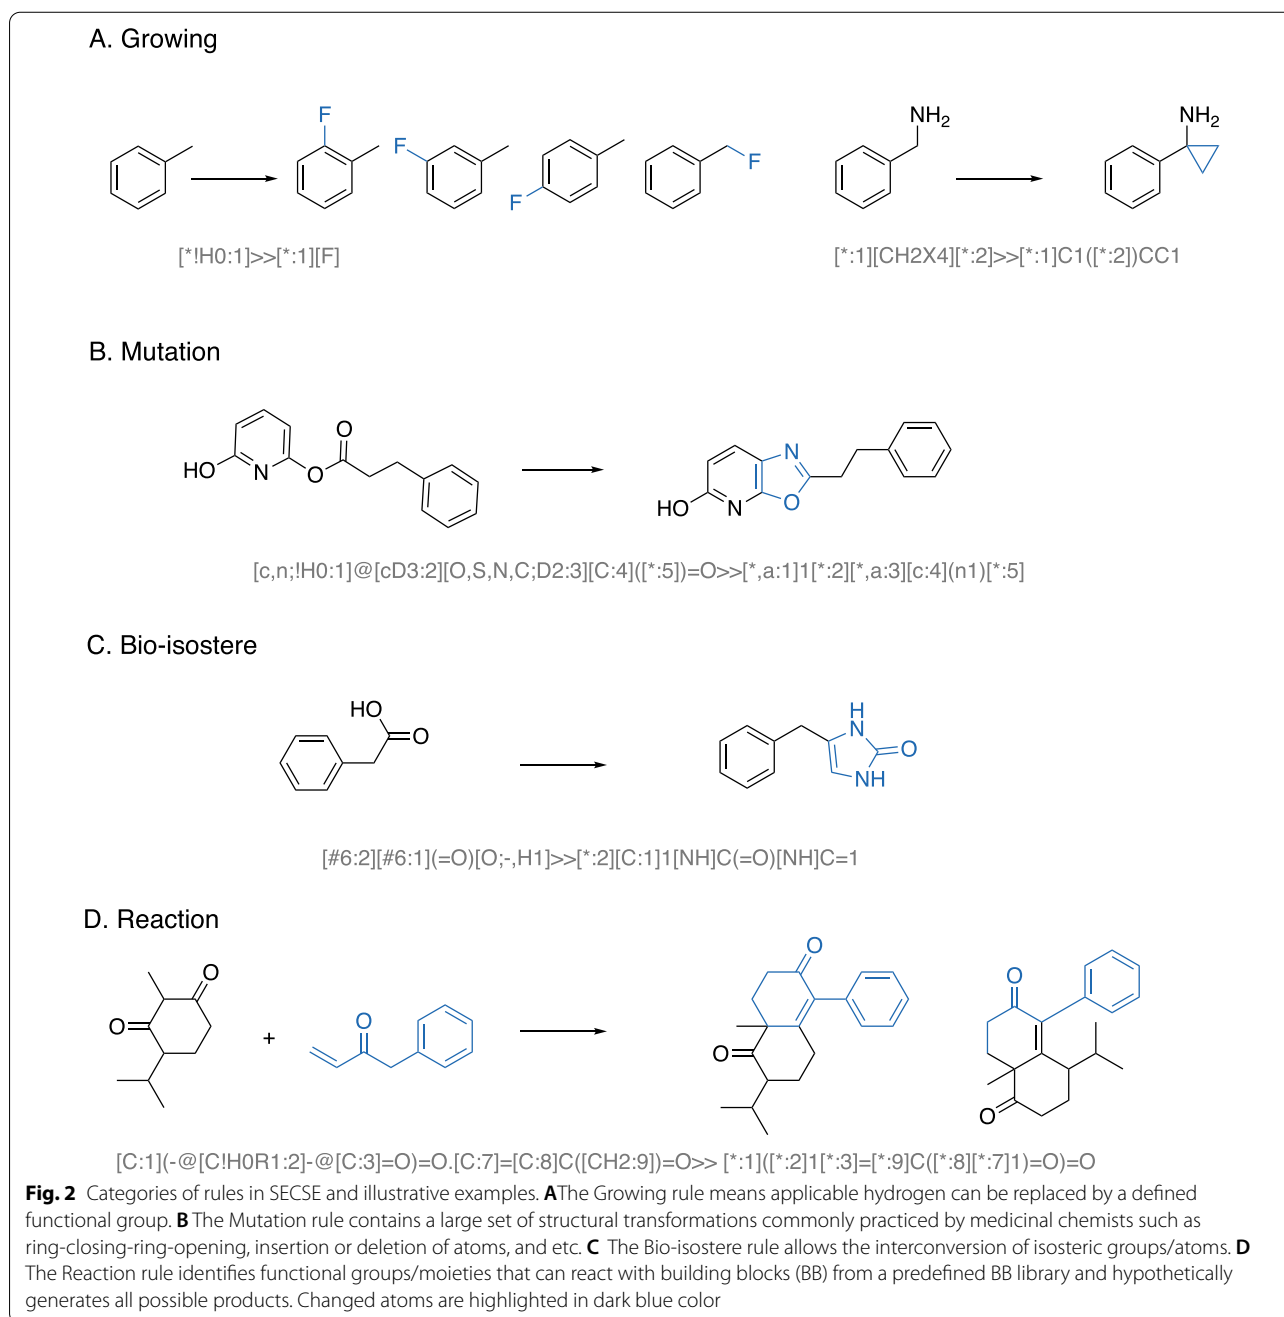 A. Growing
F
F
F
F
NH2
NH2
[*!H0:1]>>[*:1][F]
[*:1][CH2X4][*:2]>>[*:1]C1([*:2])CC1
B. Mutation
HO
N
O
O
N
O
N
HO
[c,n;!H0:1]@[cD3:2][O,S,N,C;D2:3][C:4]([*:5])=O>>[*,a:1]1[*:2][*,a:3][c:4](n1)[*:5]
C. Bio-isostere
HO
O
H
N
O
NH
[#6:2][#6:1](=O)[O;-,H1]>>[*:2][C:1]1[NH]C(=O)[NH]C=1
D. Reaction
O
O
+
O
O
O
O
O
[C:1](-@[C!H0R1:2]-@[C:3]=O)=O.[C:7]=[C:8]C([CH2:9])=O>> [*:1]([*:2]1[*:3]=[*:9]C([*:8][*:7]1)=O)=O
Fig. 2 Categories of rules in SECSE and illustrative examples. AThe Growing rule means applicable hydrogen can be replaced by a defined
functional group. B The Mutation rule contains a large set of structural transformations commonly practiced by medicinal chemists such as
ring-closing-ring-opening, insertion or deletion of atoms, and etc. C The Bio-isostere rule allows the interconversion of isosteric groups/atoms. D
The Reaction rule identifies functional groups/moieties that can react with building blocks (BB) from a predefined BB library and hypothetically
generates all possible products. Changed atoms are highlighted in dark blue color